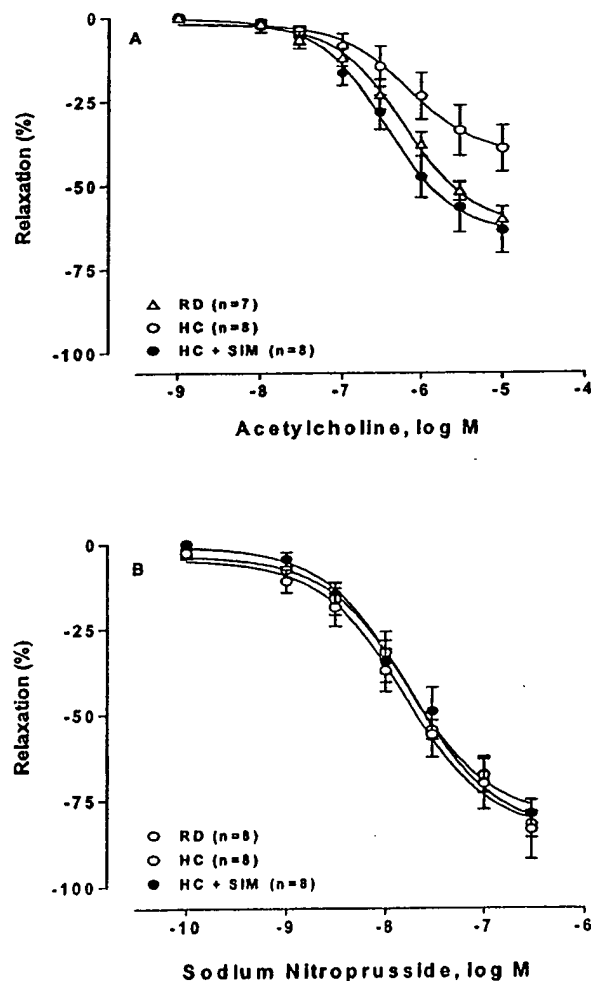 0
A
-25
-50
-75
-100
Relaxation (%)
RD (n=7)
HC (n=8)
HC + SIM (n=8)
-9 -8 -7 -6 -5 -4
Acetylcholine, log M
0
B
-25
-50
-75
-100
Relaxation (%)
RD (n=8)
HC (n=8)
HC + SIM (n=8)
-10 -9 -8 -7 -6
Sodium Nitroprusside, log M